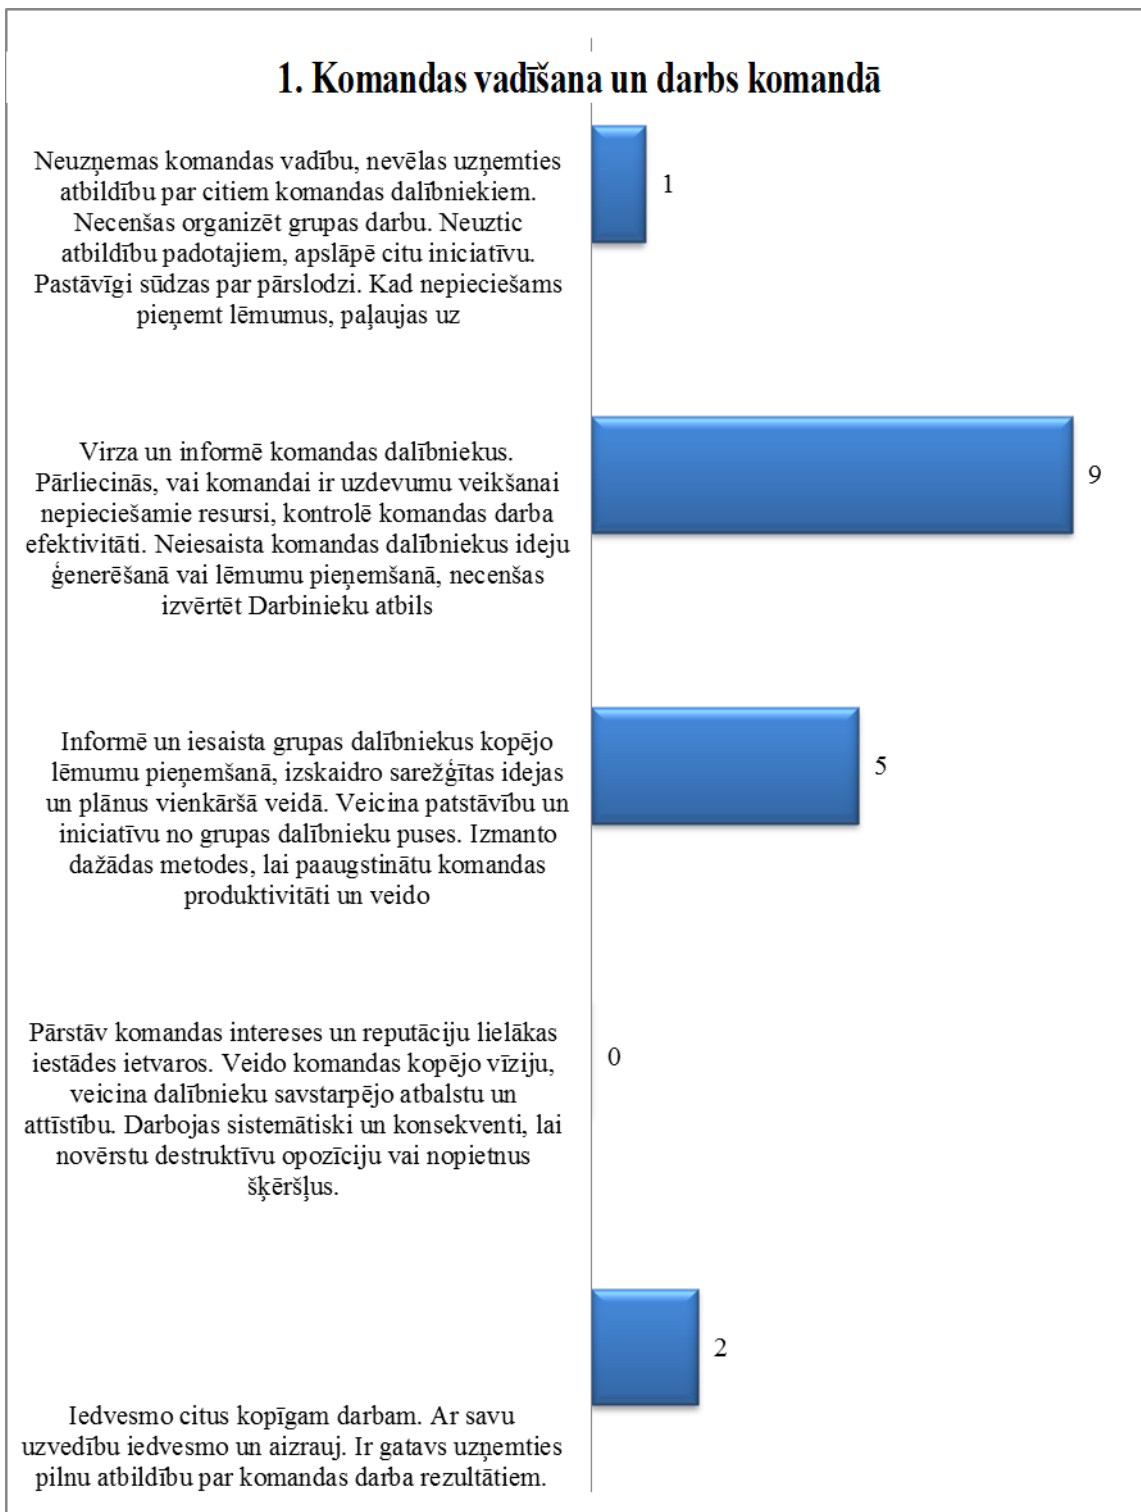 1. Komandas vadīšana un darbs komandā
Neuzņemas komandas vadību, nevēlas uzņemties
atbildību par citiem komandas dalībniekiem.
Necenšas organizēt grupas darbu. Neuztic
atbildību padotajiem, apslāpē citu iniciatīvu.
Pastāvīgi sūdzas par pārslodzi. Kad nepieciešams
pieņemt lēmumus, paļaujas uz
1
Virza un informē komandas dalībniekus.
Pārliecinās, vai komandai ir uzdevumu veikšanai
nepieciešamie resursi, kontrolē komandas darba
efektivitāti. Neiesaista komandas dalībniekus ideju
ģenerēšanā vai lēmumu pieņemšanā, necenšas
izvērtēt Darbinieku atbils
9
Informē un iesaista grupas dalībniekus kopējo
lēmumu pieņemšanā, izskaidro sarežģītas idejas
un plānus vienkāršā veidā. Veicina patstāvību un
iniciatīvu no grupas dalībnieku puses. Izmanto
dažādas metodes, lai paaugstinātu komandas
produktivitāti un veido
5
Pārstāv komandas intereses un reputāciju lielākas
iestādes ietvaros. Veido komandas kopējo vīziju,
veicina dalībnieku savstarpējo atbalstu un
attīstību. Darbojas sistemātiski un konsekventi, lai
novērstu destruktīvu opozīciju vai nopietnus
šķēršļus.
0
Iedvesmo citus kopīgam darbam. Ar savu
uzvedību iedvesmo un aizrauj. Ir gatavs uzņemties
pilnu atbildību par komandas darba rezultātiem.
2